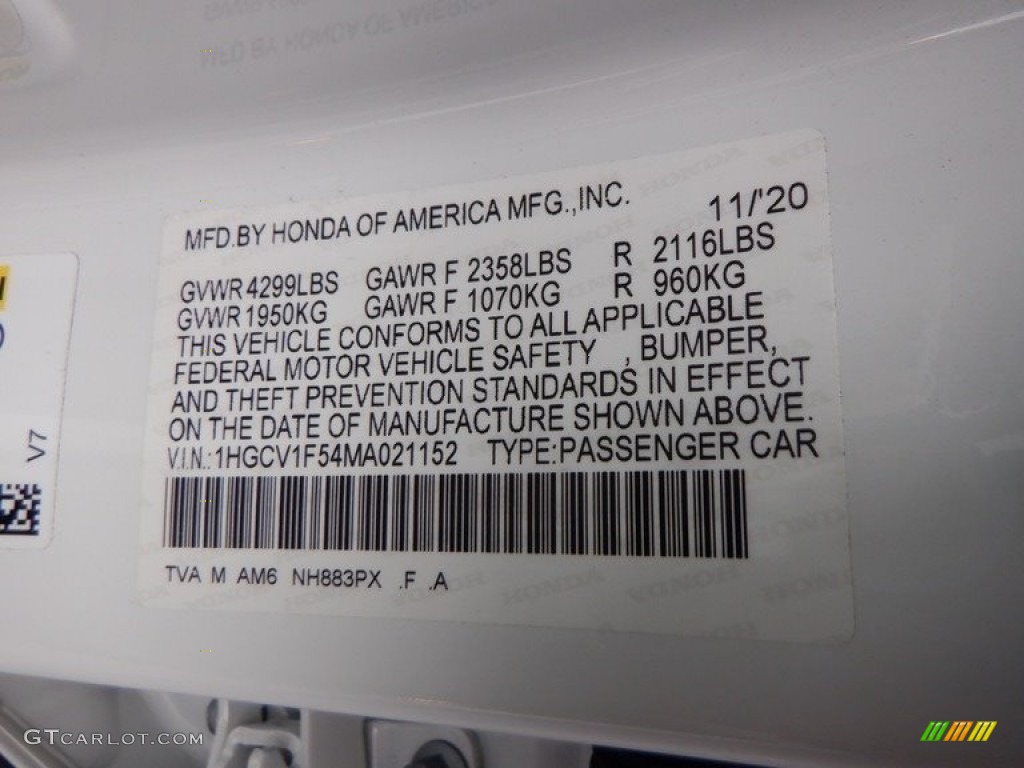 MFD.BY HONDA OF AMERICA MFG.,INC. 11/'20
GVWR 4299LBS GAWR F 2358LBS R 2116LBS
GVWR 1950KG GAWR F 1070KG R 960KG
THIS VEHICLE CONFORMS TO ALL APPLICABLE
FEDERAL MOTOR VEHICLE SAFETY , BUMPER,
AND THEFT PREVENTION STANDARDS IN EFFECT
ON THE DATE OF MANUFACTURE SHOWN ABOVE.
V.I.N.:1HGCV1F54MA021152 TYPE:PASSENGER CAR
TVA M AM6 NH883PX .F .A
V7
GTCARLOT.COM